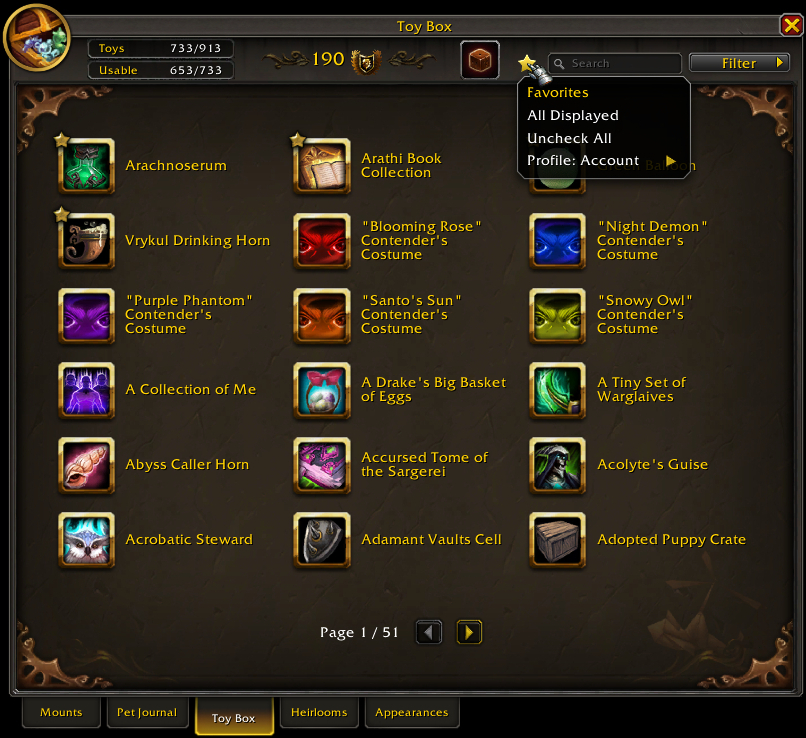 Toy Box
Toys 733/913
Usable 653/733
190
Search
Filter
Favorites
All Displayed
Uncheck All
Profile: Account
Arachnoserum
Arathi Book
Collection
Balloon
Vrykul Drinking Horn
"Blooming Rose"
Contender's
Costume
"Night Demon"
Contender's
Costume
"Purple Phantom"
Contender's
Costume
"Santo's Sun"
Contender's
Costume
"Snowy Owl"
Contender's
Costume
A Collection of Me
A Drake's Big Basket
of Eggs
A Tiny Set of
Warglaives
Abyss Caller Horn
Accursed Tome of
the Sargerei
Acolyte's Guise
Acrobatic Steward
Adamant Vaults Cell
Adopted Puppy Crate
Page 1 / 51
Mounts
Pet Journal
Toy Box
Heirlooms
Appearances